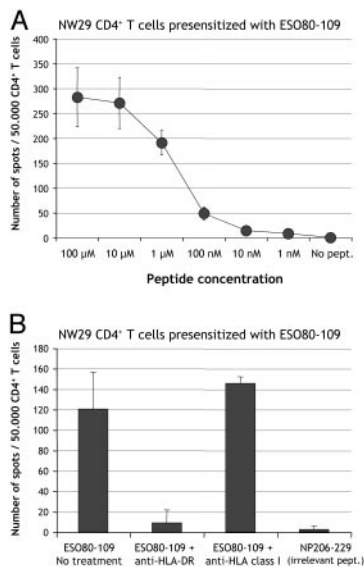 A
NW29 CD4⁺ T cells presensitized with ESO80-109
Number of spots / 50.000 CD4⁺ T cells
400
350
300
250
200
150
100
50
0
100 µM 10 µM 1 µM 100 nM 10 nM 1 nM No pept.
Peptide concentration
B
NW29 CD4⁺ T cells presensitized with ESO80-109
Number of spots / 50.000 CD4⁺ T cells
180
160
140
120
100
80
60
40
20
0
ESO80-109 ESO80-109 + ESO80-109 + NP206-229
No treatment anti-HLA-DR anti-HLA class I (irrelevant pept.)